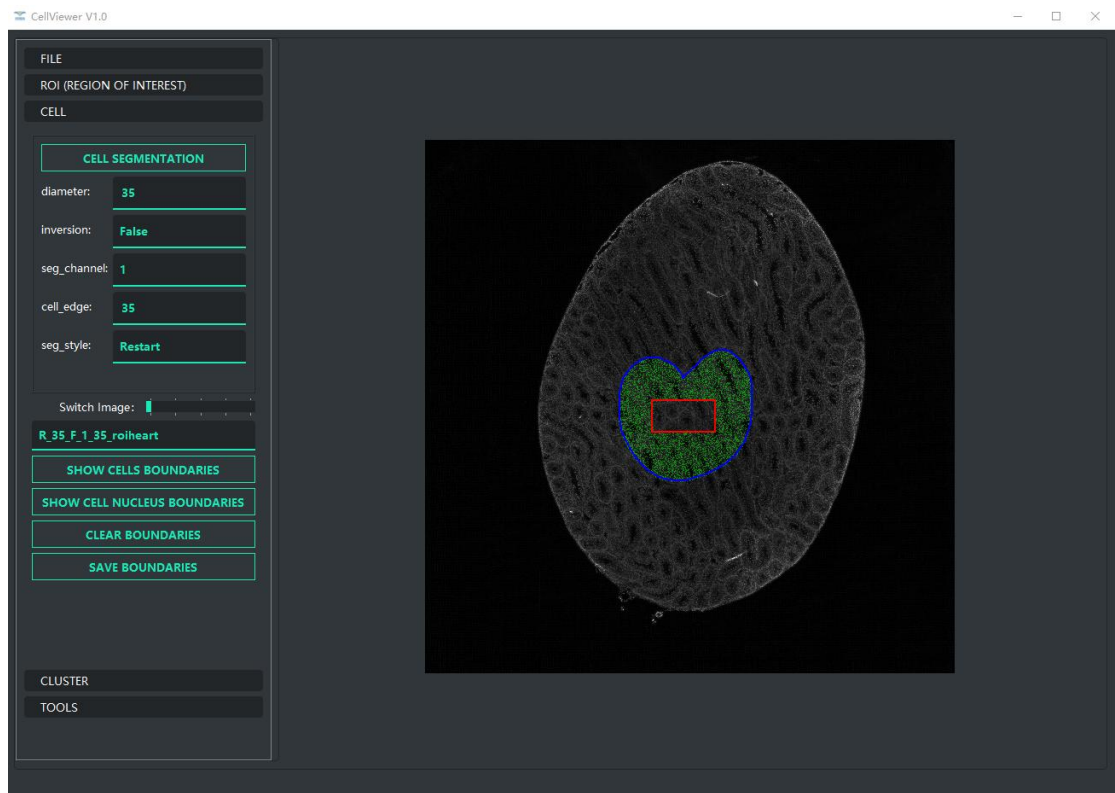 CellViewer V1.0
FILE
ROI (REGION OF INTEREST)
CELL
CELL SEGMENTATION
diameter: 35
inversion: False
seg_channel: 1
cell_edge: 35
seg_style: Restart
Switch Image:
R_35_F_1_35_roiheart
SHOW CELLS BOUNDARIES
SHOW CELL NUCLEUS BOUNDARIES
CLEAR BOUNDARIES
SAVE BOUNDARIES
CLUSTER
TOOLS